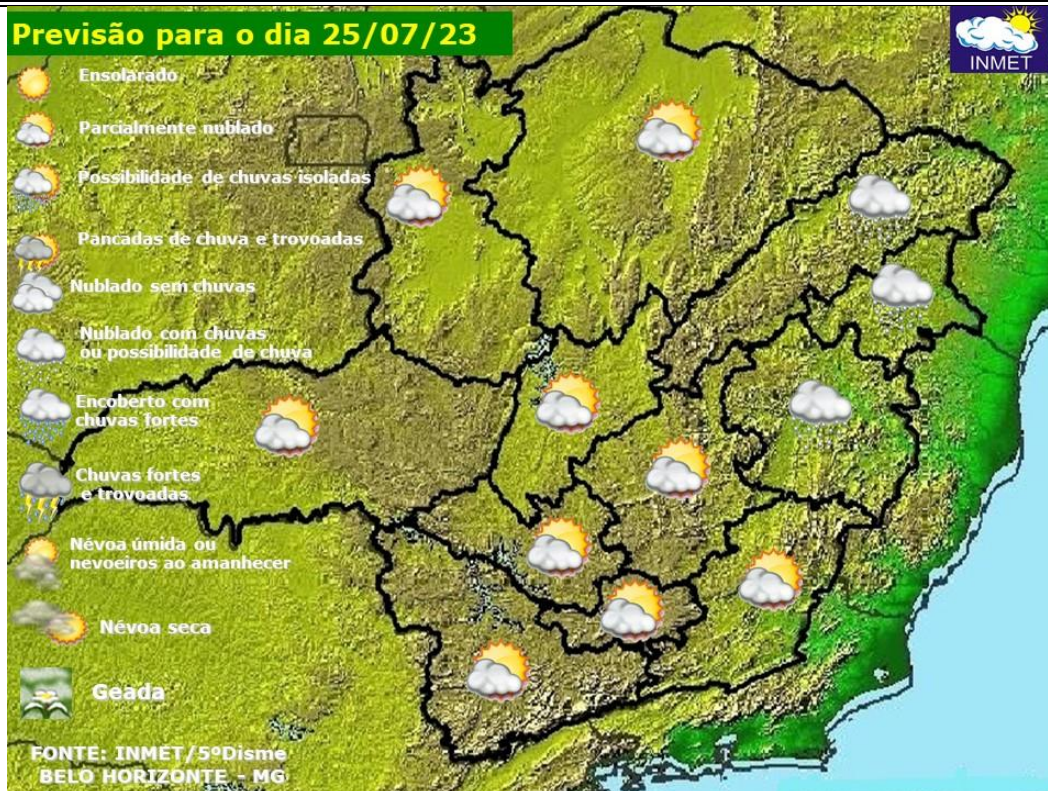 Previsão para o dia 25/07/23
INMET
Ensolarado
Parcialmente nublado
Possibilidade de chuvas isoladas
Pancadas de chuva e trovoadas
Nublado sem chuvas
Nublado com chuvas
ou possibilidade de chuva
Encoberto com
chuvas fortes
Chuvas fortes
e trovoadas
Névoa úmida ou
nevoeiros ao amanhecer
Névoa seca
Geada
FONTE: INMET/5ºDisme
BELO HORIZONTE - MG